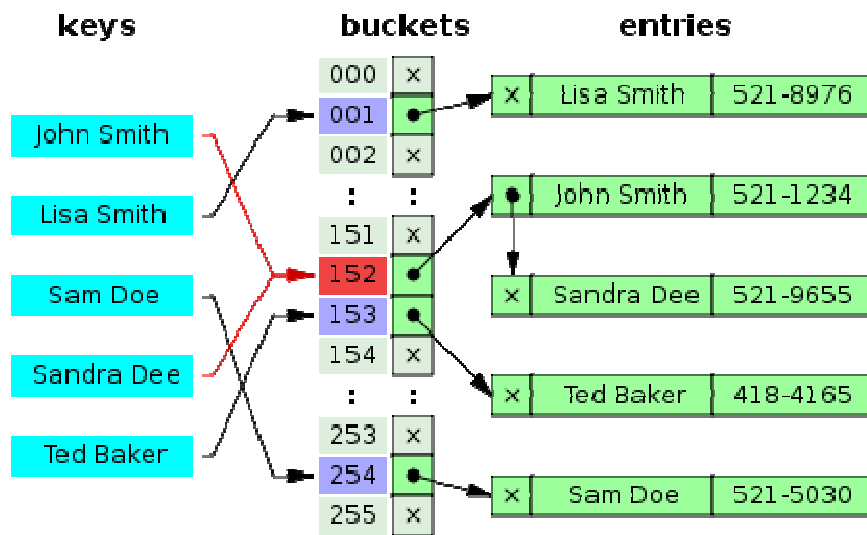 keys
buckets
entries
John Smith
Lisa Smith
Sam Doe
Sandra Dee
Ted Baker
000 ×
001
002 ×
: :
151 ×
152
153
154 ×
: :
253 ×
254
255 ×
× Lisa Smith 521-8976
John Smith 521-1234
× Sandra Dee 521-9655
× Ted Baker 418-4165
× Sam Doe 521-5030